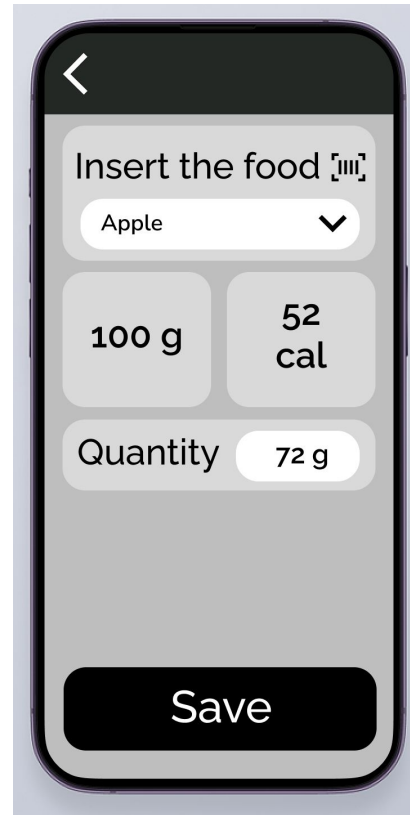 Insert the food
Apple
100 g
52
cal
Quantity
72 g
Save